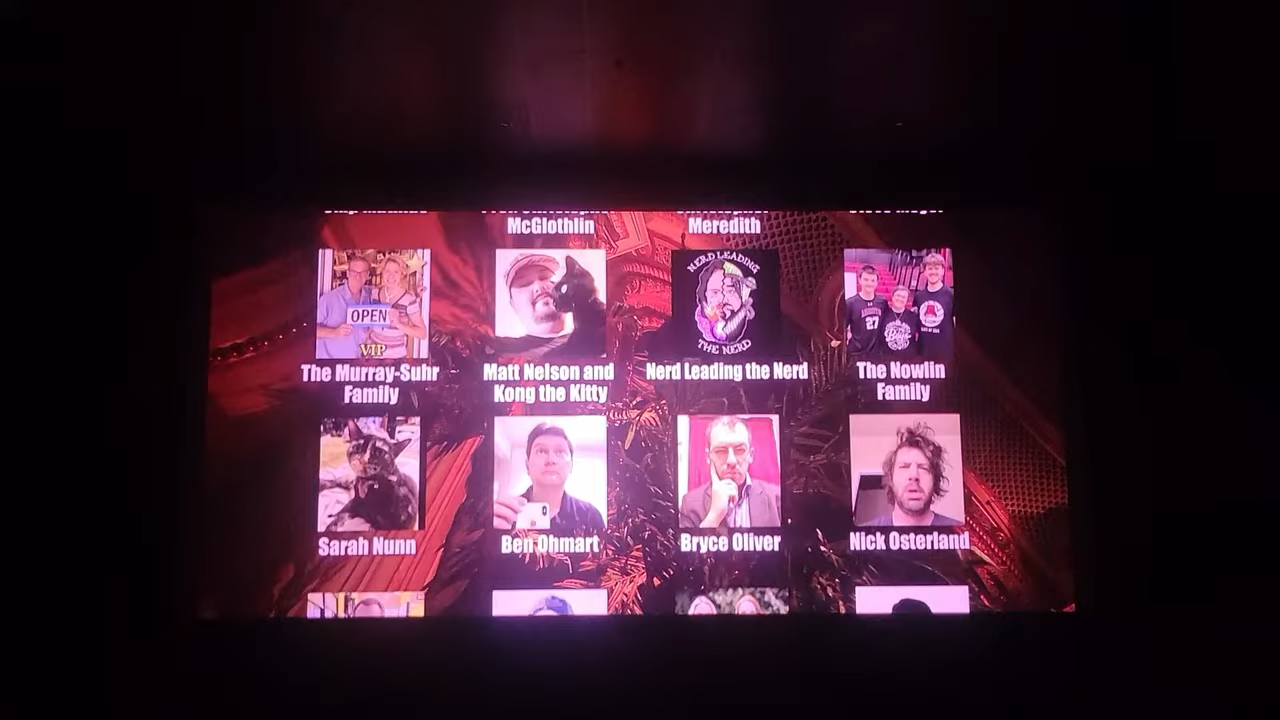 McGlothlin
Meredith
OPEN
VIP
NERD LEADING
THE NERD
27
The Murray-Suhr
Family
Matt Nelson and
Kong the Kitty
Nerd Leading the Nerd
The Nowlin
Family
Sarah Nunn
Ben Ohmart
Bryce Oliver
Nick Osterland